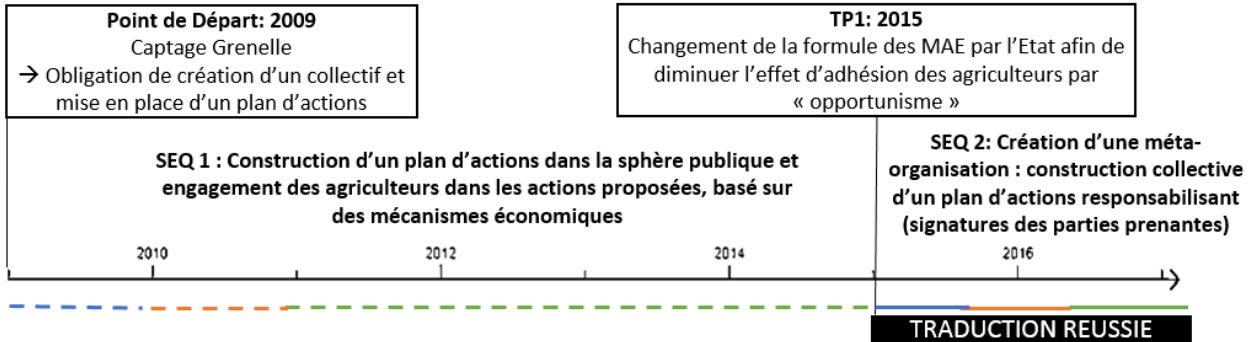 Point de Départ: 2009
Captage Grenelle
→ Obligation de création d'un collectif et
mise en place d'un plan d'actions
TP1: 2015
Changement de la formule des MAE par l'Etat afin de
diminuer l'effet d'adhésion des agriculteurs par
« opportunisme »
SEQ 1 : Construction d'un plan d'actions dans la sphère publique et
engagement des agriculteurs dans les actions proposées, basé sur
des mécanismes économiques
SEQ 2: Création d'une méta-
organisation : construction collective
d'un plan d'actions responsabilisant
(signatures des parties prenantes)
2010
2012
2014
2016
TRADUCTION REUSSIE